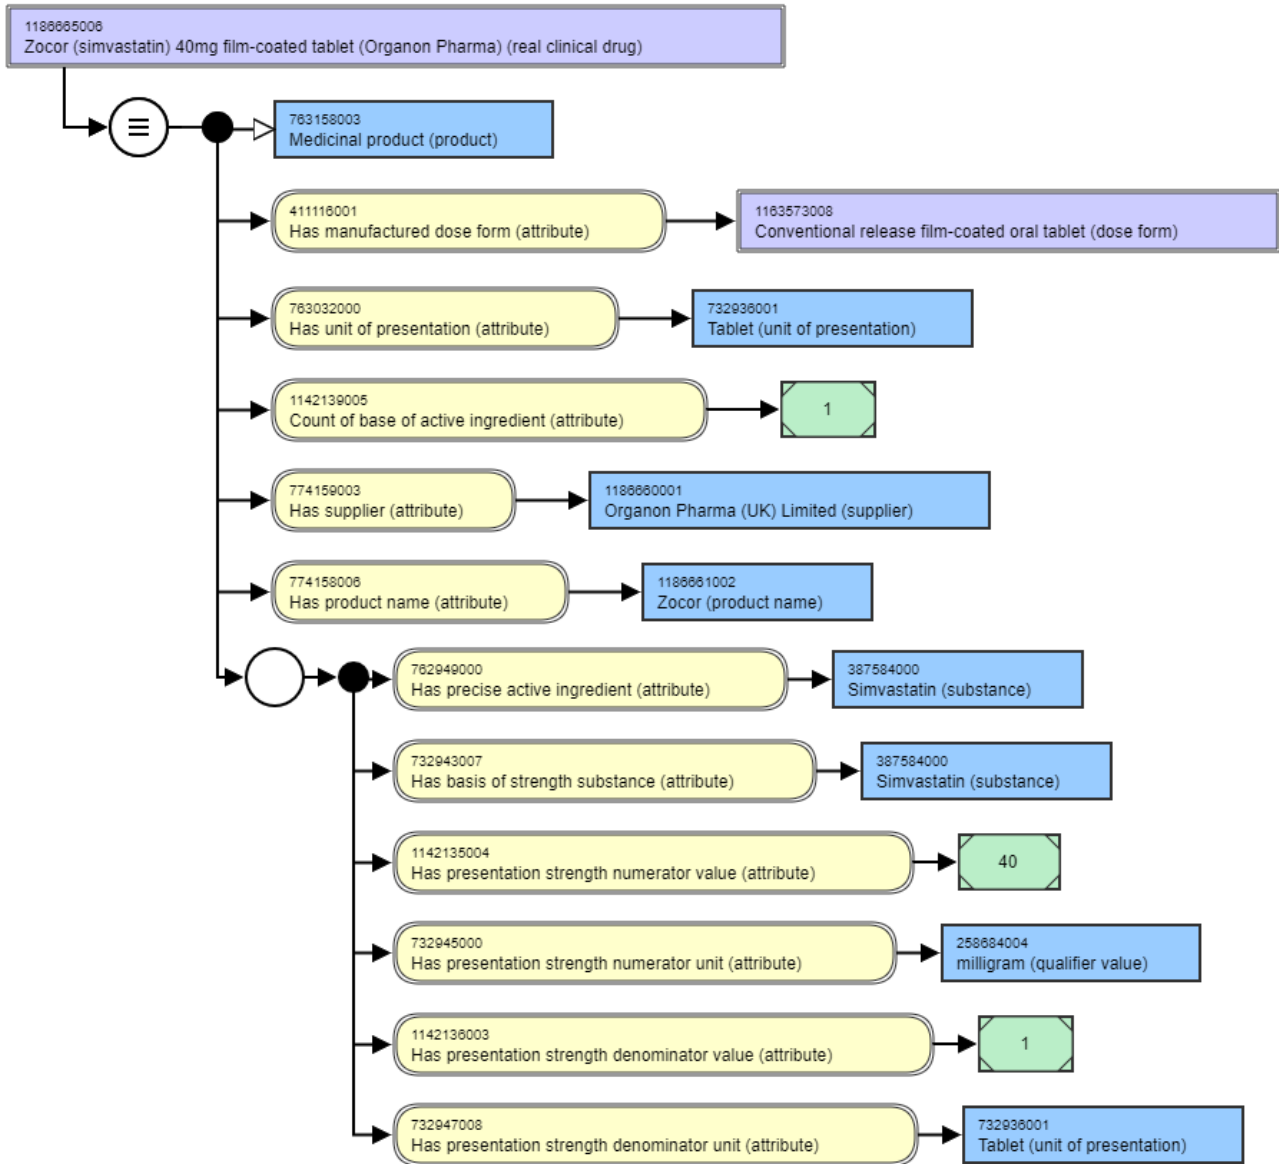 1186665006
Zocor (simvastatin) 40mg film-coated tablet (Organon Pharma) (real clinical drug)
763158003
Medicinal product (product)
411116001
Has manufactured dose form (attribute)
1163573008
Conventional release film-coated oral tablet (dose form)
763032000
Has unit of presentation (attribute)
732936001
Tablet (unit of presentation)
1142139005
Count of base of active ingredient (attribute)
1
774159003
Has supplier (attribute)
1186660001
Organon Pharma (UK) Limited (supplier)
774158006
Has product name (attribute)
1186661002
Zocor (product name)
762949000
Has precise active ingredient (attribute)
387584000
Simvastatin (substance)
732943007
Has basis of strength substance (attribute)
387584000
Simvastatin (substance)
1142135004
Has presentation strength numerator value (attribute)
40
732945000
Has presentation strength numerator unit (attribute)
258684004
milligram (qualifier value)
1142136003
Has presentation strength denominator value (attribute)
1
732947008
Has presentation strength denominator unit (attribute)
732936001
Tablet (unit of presentation)